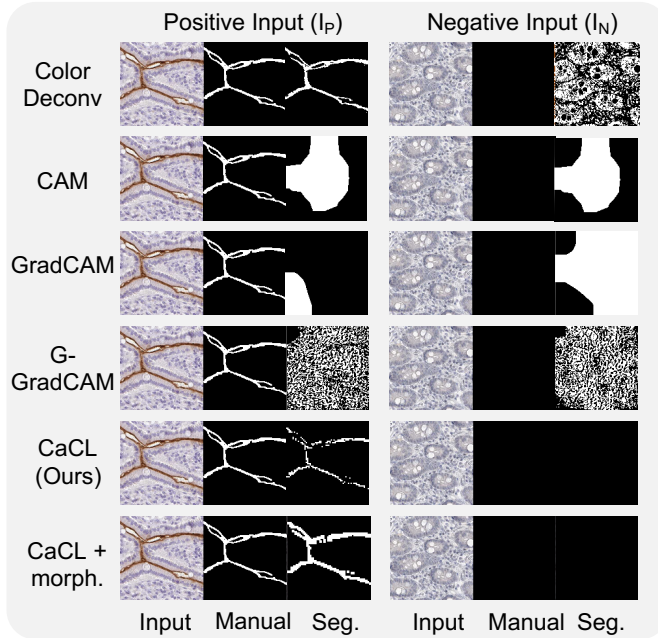 Positive Input (I_P) Negative Input (I_N)
Color
Deconv
CAM
GradCAM
G-
GradCAM
CaCL
(Ours)
CaCL +
morph.
Input Manual Seg. Input Manual Seg.